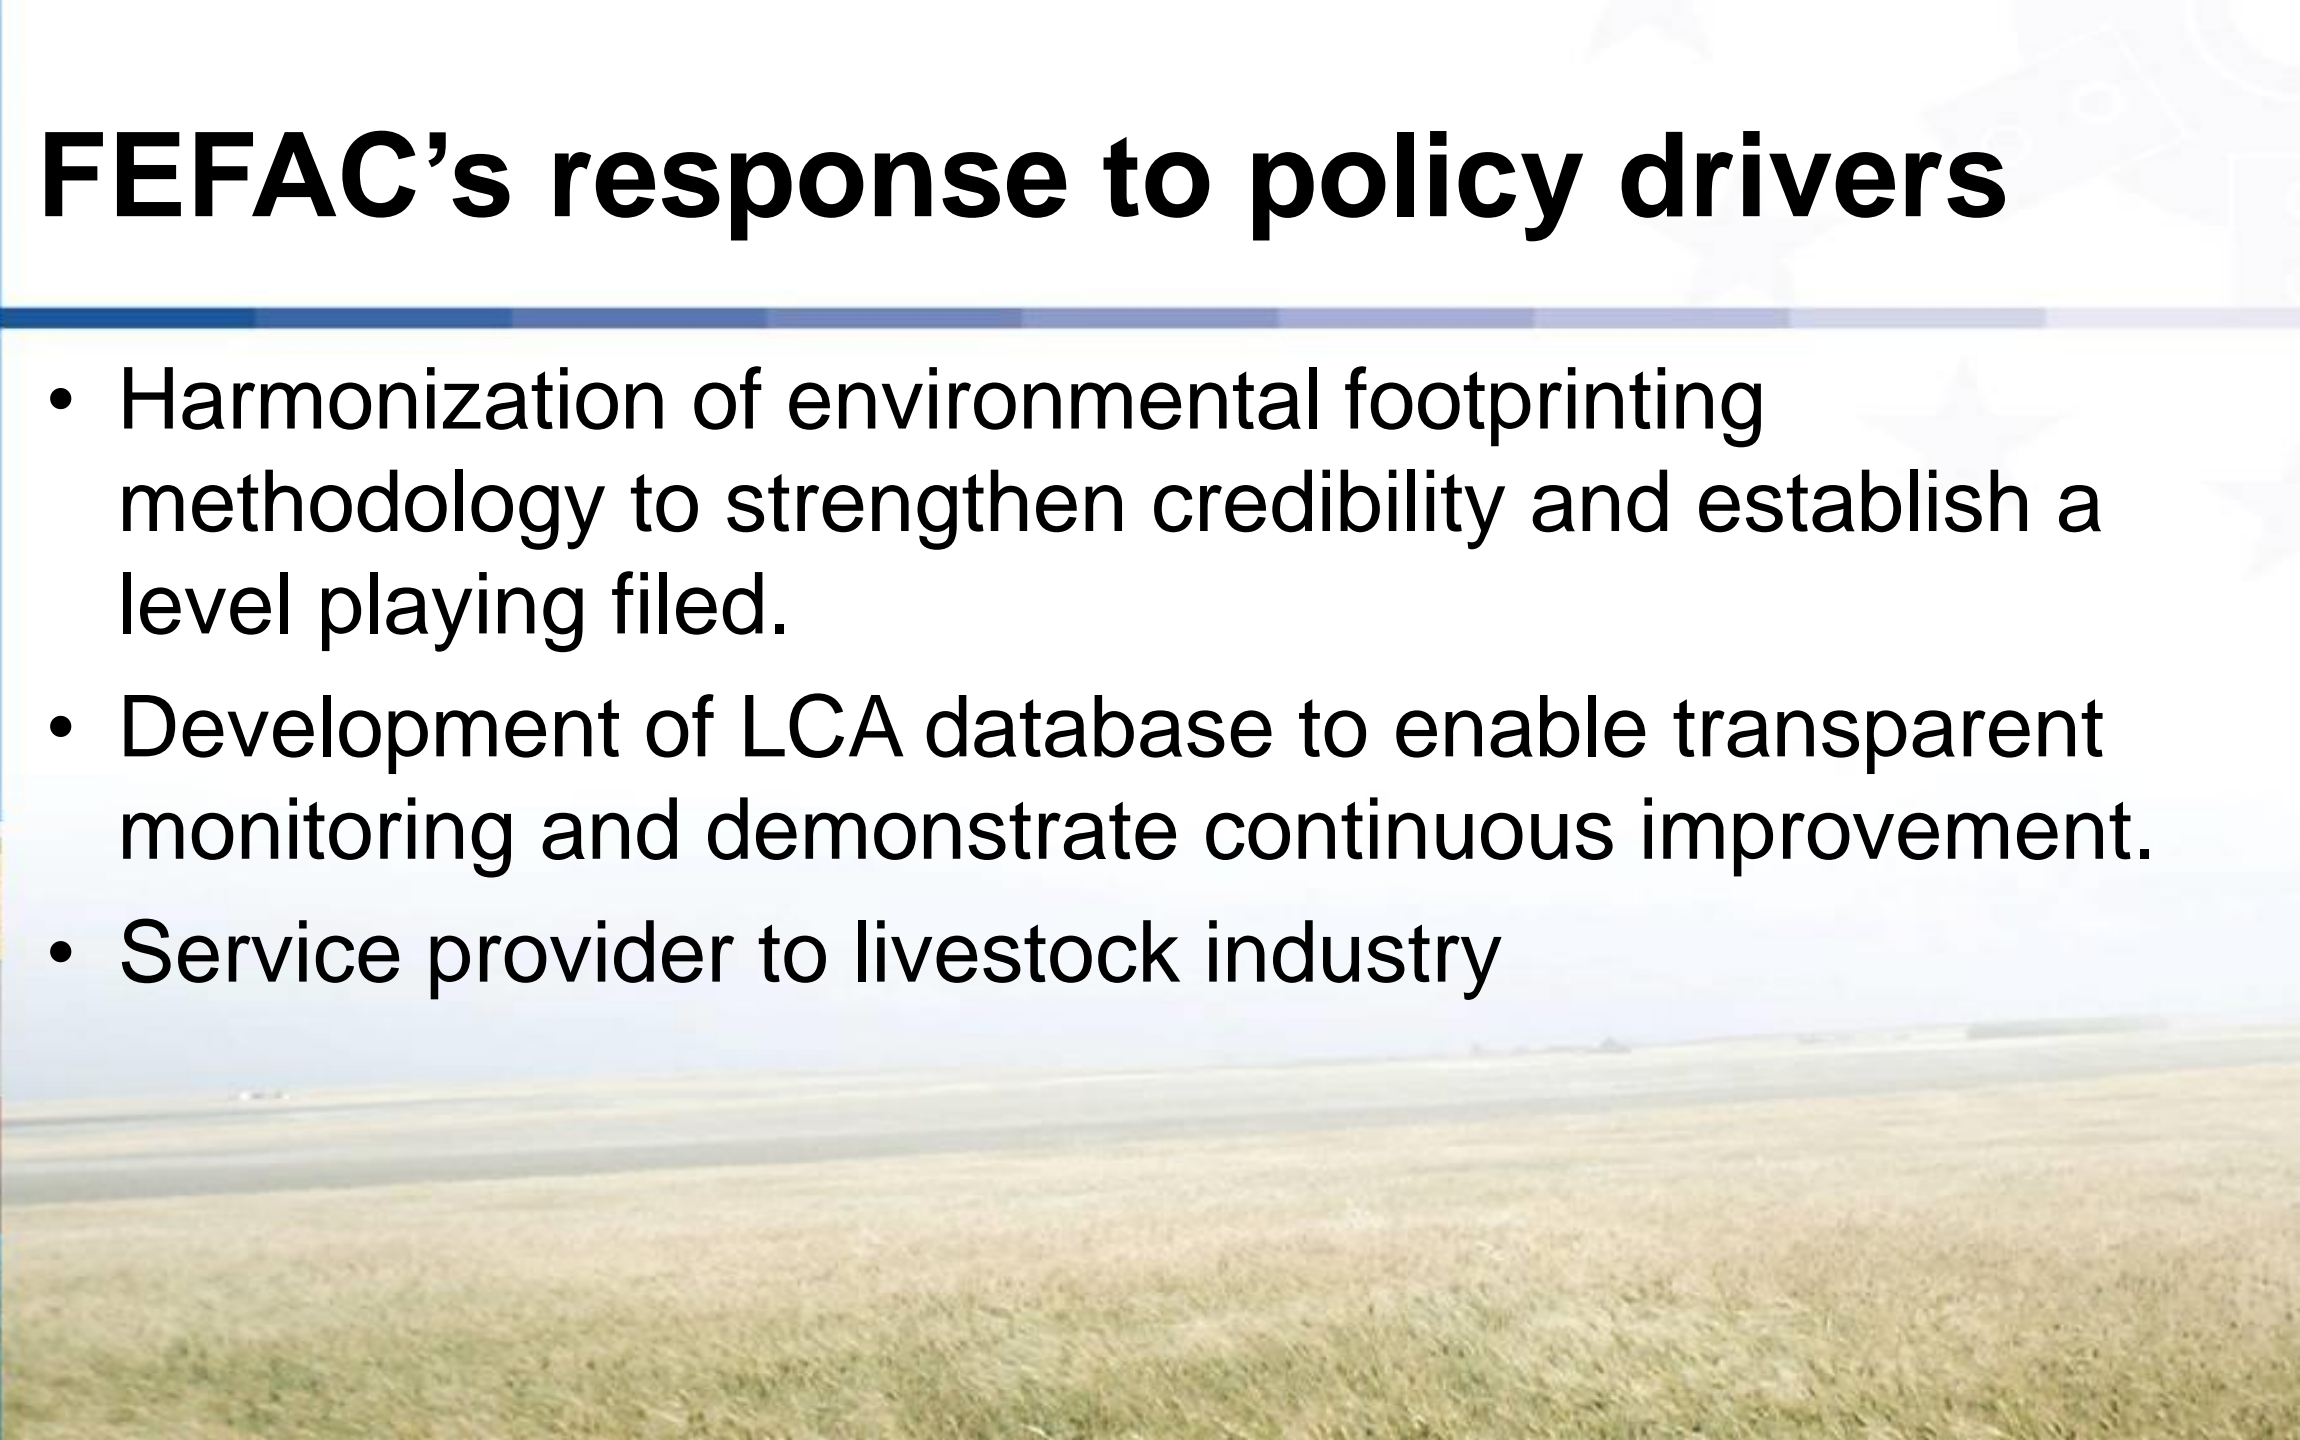 FEFAC’s response to policy drivers
• Harmonization of environmental footprinting
methodology to strengthen credibility and establish a
level playing filed.
• Development of LCA database to enable transparent
monitoring and demonstrate continuous improvement.
• Service provider to livestock industry